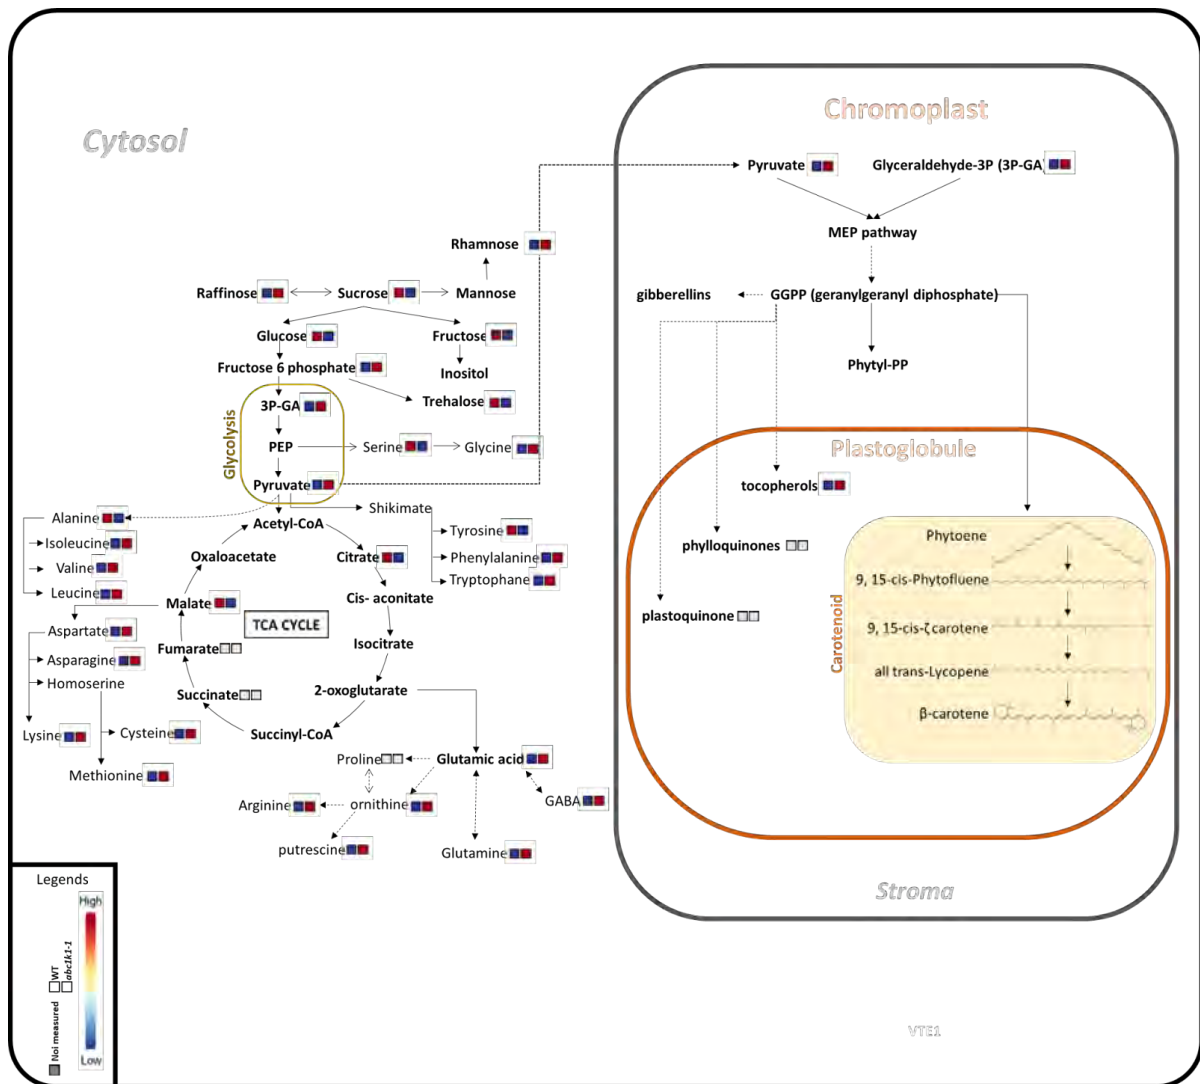 Cytosol
Chromoplast
Pyruvate
Glyceraldehyde-3P (3P-GA)
MEP pathway
gibberellins
GGPP (geranylgeranyl diphosphate)
Phytyl-PP
Rhamnose
Raffinose
Sucrose
Mannose
Glucose
Fructose
Fructose 6 phosphate
Inositol
Trehalose
Glycolysis
3P-GA
PEP
Serine
Glycine
Pyruvate
Shikimate
Alanine
Acetyl-CoA
Tyrosine
Isoleucine
Oxaloacetate
Citrate
Phenylalanine
Valine
Tryptophane
Leucine
Malate
Cis- aconitate
TCA CYCLE
Aspartate
Fumarate
Isocitrate
Asparagine
Homoserine
Succinate
2-oxoglutarate
Lysine
Cysteine
Succinyl-CoA
Methionine
Proline
Glutamic acid
Arginine
ornithine
GABA
putrescine
Glutamine
Plastoglobule
tocopherols
phylloquinones
plastoquinone
Carotenoid
Phytoene
9, 15-cis-Phytofluene
9, 15-cis-ζ carotene
all trans-Lycopene
β-carotene
Stroma
VTE1
Legends
High
Low
WT
abc1k1-1
Noi measured